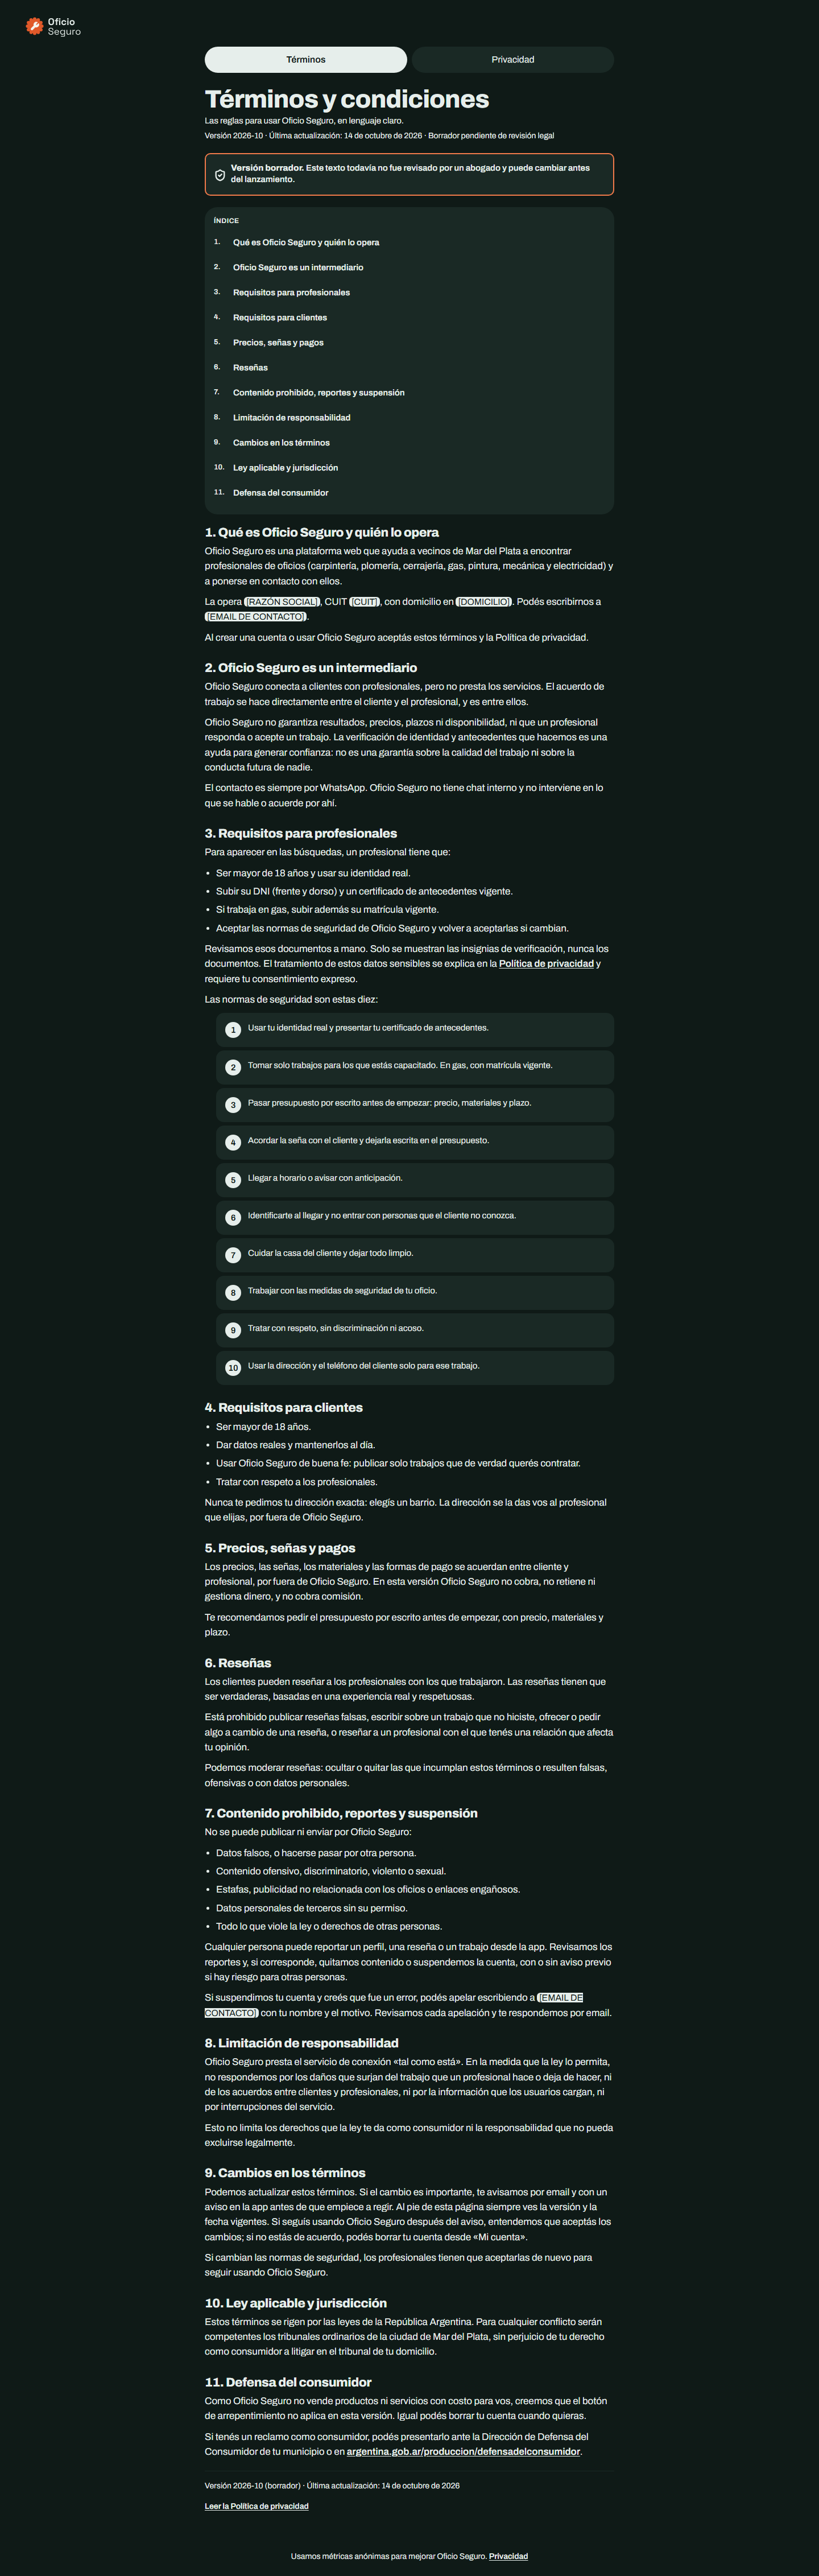 Oficio
Seguro
Términos
Privacidad
Términos y condiciones
Las reglas para usar Oficio Seguro, en lenguaje claro.
Versión 2026-10 · Última actualización: 14 de octubre de 2026 · Borrador pendiente de revisión legal
Versión borrador. Este texto todavía no fue revisado por un abogado y puede cambiar antes
del lanzamiento.
ÍNDICE
1. Qué es Oficio Seguro y quién lo opera
2. Oficio Seguro es un intermediario
3. Requisitos para profesionales
4. Requisitos para clientes
5. Precios, señas y pagos
6. Reseñas
7. Contenido prohibido, reportes y suspensión
8. Limitación de responsabilidad
9. Cambios en los términos
10. Ley aplicable y jurisdicción
11. Defensa del consumidor
1. Qué es Oficio Seguro y quién lo opera
Oficio Seguro es una plataforma web que ayuda a vecinos de Mar del Plata a encontrar
profesionales de oficios (carpintería, plomería, cerrajería, gas, pintura, mecánica y electricidad) y
a ponerse en contacto con ellos.
La opera [RAZÓN SOCIAL], CUIT [CUIT], con domicilio en [DOMICILIO]. Podés escribirnos a
[EMAIL DE CONTACTO].
Al crear una cuenta o usar Oficio Seguro aceptás estos términos y la Política de privacidad.
2. Oficio Seguro es un intermediario
Oficio Seguro conecta a clientes con profesionales, pero no presta los servicios. El acuerdo de
trabajo se hace directamente entre el cliente y el profesional, y es entre ellos.
Oficio Seguro no garantiza resultados, precios, plazos ni disponibilidad, ni que un profesional
responda o acepte un trabajo. La verificación de identidad y antecedentes que hacemos es una
ayuda para generar confianza: no es una garantía sobre la calidad del trabajo ni sobre la
conducta futura de nadie.
El contacto es siempre por WhatsApp. Oficio Seguro no tiene chat interno y no interviene en lo
que se hable o acuerde por ahí.
3. Requisitos para profesionales
Para aparecer en las búsquedas, un profesional tiene que:
• Ser mayor de 18 años y usar su identidad real.
• Subir su DNI (frente y dorso) y un certificado de antecedentes vigente.
• Si trabaja en gas, subir además su matrícula vigente.
• Aceptar las normas de seguridad de Oficio Seguro y volver a aceptarlas si cambian.
Revisamos esos documentos a mano. Solo se muestran las insignias de verificación, nunca los
documentos. El tratamiento de estos datos sensibles se explica en la Política de privacidad y
requiere tu consentimiento expreso.
Las normas de seguridad son estas diez:
1 Usar tu identidad real y presentar tu certificado de antecedentes.
2 Tomar solo trabajos para los que estás capacitado. En gas, con matrícula vigente.
3 Pasar presupuesto por escrito antes de empezar: precio, materiales y plazo.
4 Acordar la seña con el cliente y dejarla escrita en el presupuesto.
5 Llegar a horario o avisar con anticipación.
6 Identificarte al llegar y no entrar con personas que el cliente no conozca.
7 Cuidar la casa del cliente y dejar todo limpio.
8 Trabajar con las medidas de seguridad de tu oficio.
9 Tratar con respeto, sin discriminación ni acoso.
10 Usar la dirección y el teléfono del cliente solo para ese trabajo.
4. Requisitos para clientes
• Ser mayor de 18 años.
• Dar datos reales y mantenerlos al día.
• Usar Oficio Seguro de buena fe: publicar solo trabajos que de verdad querés contratar.
• Tratar con respeto a los profesionales.
Nunca te pedimos tu dirección exacta: elegís un barrio. La dirección se la das vos al profesional
que elijas, por fuera de Oficio Seguro.
5. Precios, señas y pagos
Los precios, las señas, los materiales y las formas de pago se acuerdan entre cliente y
profesional, por fuera de Oficio Seguro. En esta versión Oficio Seguro no cobra, no retiene ni
gestiona dinero, y no cobra comisión.
Te recomendamos pedir el presupuesto por escrito antes de empezar, con precio, materiales y
plazo.
6. Reseñas
Los clientes pueden reseñar a los profesionales con los que trabajaron. Las reseñas tienen que
ser verdaderas, basadas en una experiencia real y respetuosas.
Está prohibido publicar reseñas falsas, escribir sobre un trabajo que no hiciste, ofrecer o pedir
algo a cambio de una reseña, o reseñar a un profesional con el que tenés una relación que afecta
tu opinión.
Podemos moderar reseñas: ocultar o quitar las que incumplan estos términos o resulten falsas,
ofensivas o con datos personales.
7. Contenido prohibido, reportes y suspensión
No se puede publicar ni enviar por Oficio Seguro:
• Datos falsos, o hacerse pasar por otra persona.
• Contenido ofensivo, discriminatorio, violento o sexual.
• Estafas, publicidad no relacionada con los oficios o enlaces engañosos.
• Datos personales de terceros sin su permiso.
• Todo lo que viole la ley o derechos de otras personas.
Cualquier persona puede reportar un perfil, una reseña o un trabajo desde la app. Revisamos los
reportes y, si corresponde, quitamos contenido o suspendemos la cuenta, con o sin aviso previo
si hay riesgo para otras personas.
Si suspendimos tu cuenta y creés que fue un error, podés apelar escribiendo a [EMAIL DE
CONTACTO] con tu nombre y el motivo. Revisamos cada apelación y te respondemos por email.
8. Limitación de responsabilidad
Oficio Seguro presta el servicio de conexión «tal como está». En la medida que la ley lo permita,
no respondemos por los daños que surjan del trabajo que un profesional hace o deja de hacer, ni
de los acuerdos entre clientes y profesionales, ni por la información que los usuarios cargan, ni
por interrupciones del servicio.
Esto no limita los derechos que la ley te da como consumidor ni la responsabilidad que no pueda
excluirse legalmente.
9. Cambios en los términos
Podemos actualizar estos términos. Si el cambio es importante, te avisamos por email y con un
aviso en la app antes de que empiece a regir. Al pie de esta página siempre ves la versión y la
fecha vigentes. Si seguís usando Oficio Seguro después del aviso, entendemos que aceptás los
cambios; si no estás de acuerdo, podés borrar tu cuenta desde «Mi cuenta».
Si cambian las normas de seguridad, los profesionales tienen que aceptarlas de nuevo para
seguir usando Oficio Seguro.
10. Ley aplicable y jurisdicción
Estos términos se rigen por las leyes de la República Argentina. Para cualquier conflicto serán
competentes los tribunales ordinarios de la ciudad de Mar del Plata, sin perjuicio de tu derecho
como consumidor a litigar en el tribunal de tu domicilio.
11. Defensa del consumidor
Como Oficio Seguro no vende productos ni servicios con costo para vos, creemos que el botón
de arrepentimiento no aplica en esta versión. Igual podés borrar tu cuenta cuando quieras.
Si tenés un reclamo como consumidor, podés presentarlo ante la Dirección de Defensa del
Consumidor de tu municipio o en argentina.gob.ar/produccion/defensadelconsumidor.
Versión 2026-10 (borrador) · Última actualización: 14 de octubre de 2026
Leer la Política de privacidad
Usamos métricas anónimas para mejorar Oficio Seguro. Privacidad